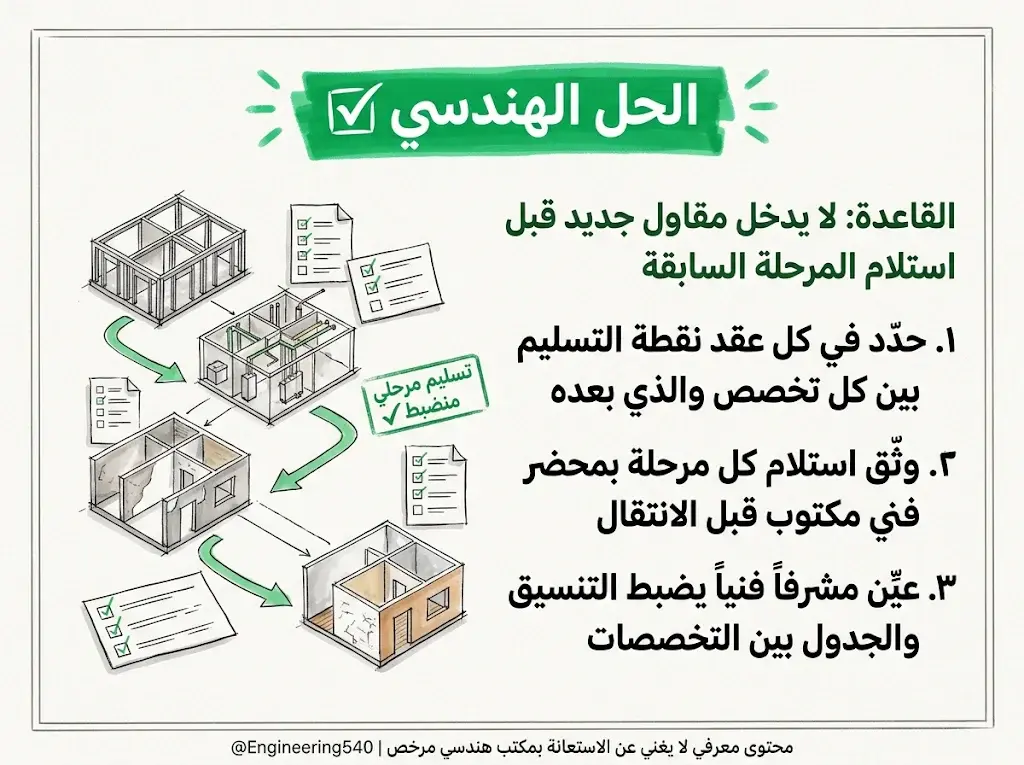 الحل الهندسي
القاعدة: لا يدخل مقاول جديد قبل
استلام المرحلة السابقة
١. حدّد في كل عقد نقطة التسليم
بين كل تخصص والذي بعده
٢. وثّق استلام كل مرحلة بمحضر
فني مكتوب قبل الانتقال
٣. عيِّن مشرفاً فنياً يضبط التنسيق
والجدول بين التخصصات
تسليم مرحلي
منضبط ✓
محتوى معرفي لا يغني عن الاستعانة بمكتب هندسي مرخص | @Engineering540